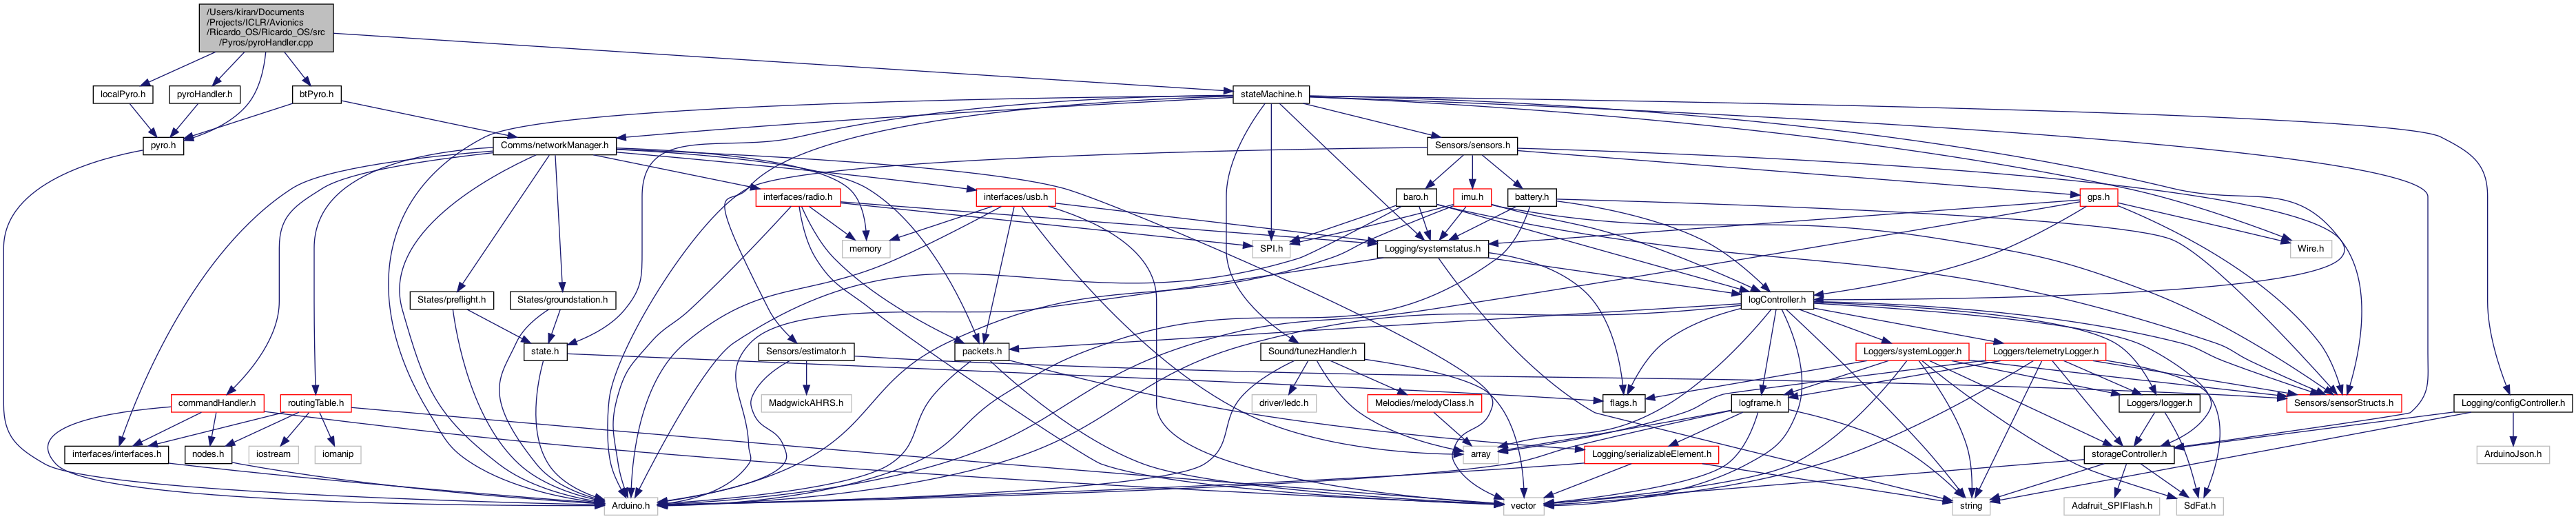 /Users/kiran/Documents
/Projects/ICLR/Avionics
/Ricardo_OS/Ricardo_OS/src
/Pyros/pyroHandler.cpp
localPyro.h
pyroHandler.h
btPyro.h
stateMachine.h
pyro.h
Comms/networkManager.h
Sensors/sensors.h
interfaces/radio.h
interfaces/usb.h
baro.h
imu.h
battery.h
gps.h
memory
SPI.h
Logging/systemstatus.h
Wire.h
States/preflight.h
States/groundstation.h
logController.h
state.h
Sensors/estimator.h
packets.h
Sound/tunezHandler.h
Loggers/systemLogger.h
Loggers/telemetryLogger.h
commandHandler.h
routingTable.h
MadgwickAHRS.h
driver/ledc.h
Melodies/melodyClass.h
flags.h
logframe.h
Loggers/logger.h
Sensors/sensorStructs.h
Logging/configController.h
interfaces/interfaces.h
nodes.h
iostream
iomanip
array
Logging/serializableElement.h
storageController.h
ArduinoJson.h
Arduino.h
vector
string
Adafruit_SPIFlash.h
SdFat.h